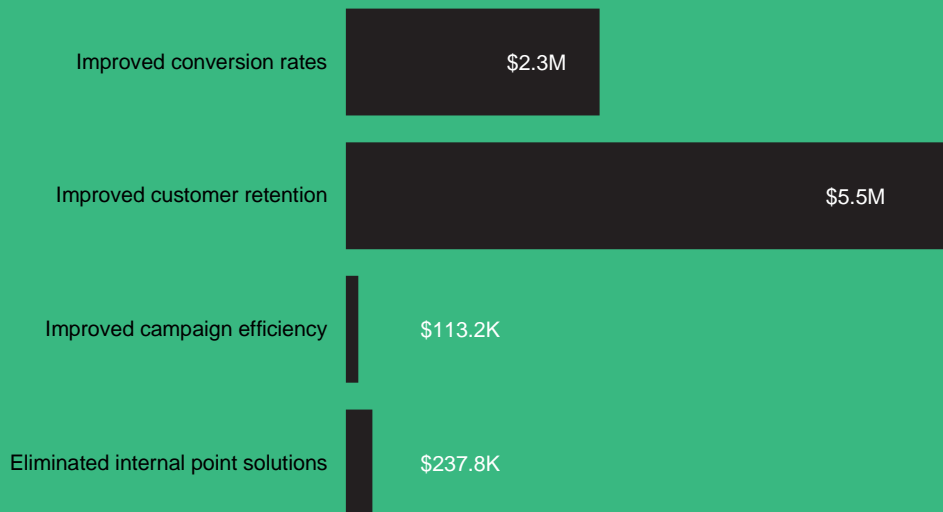 Improved conversion rates
$2.3M
Improved customer retention
$5.5M
Improved campaign efficiency
$113.2K
Eliminated internal point solutions
$237.8K